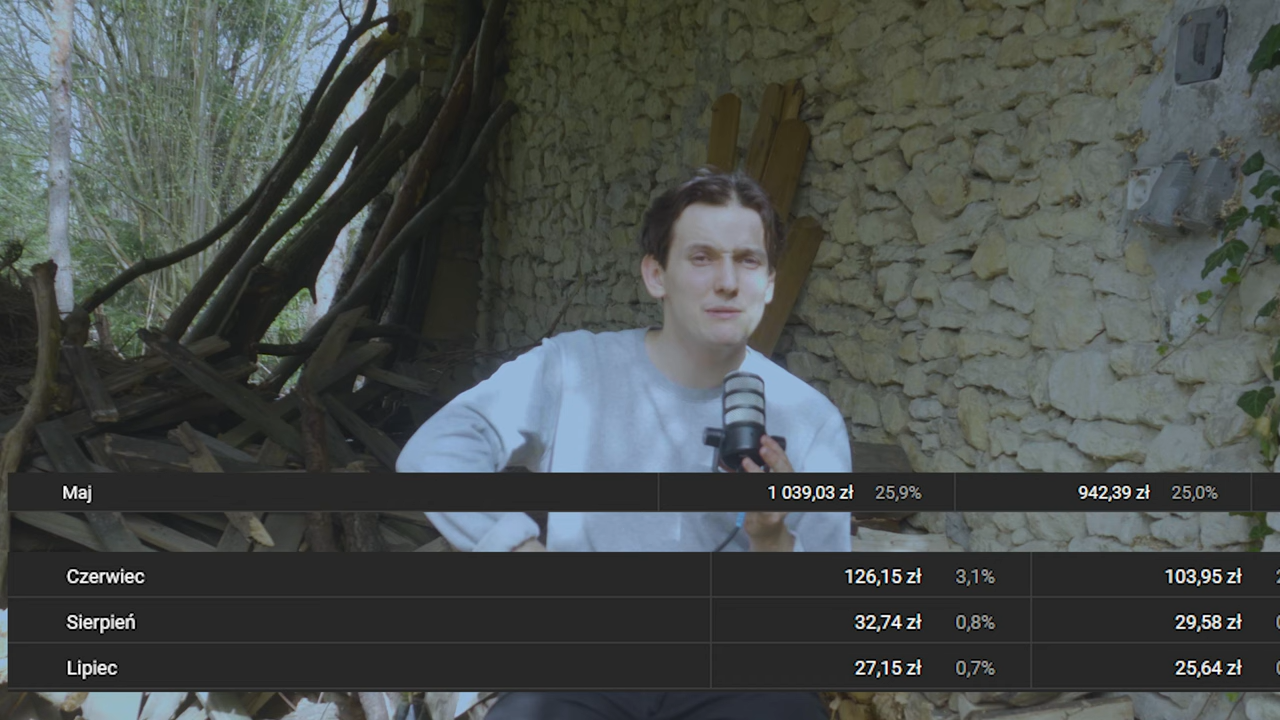 Maj 1 039,03 zł 25,9% 942,39 zł 25,0%
Czerwiec 126,15 zł 3,1% 103,95 zł
Sierpień 32,74 zł 0,8% 29,58 zł
Lipiec 27,15 zł 0,7% 25,64 zł